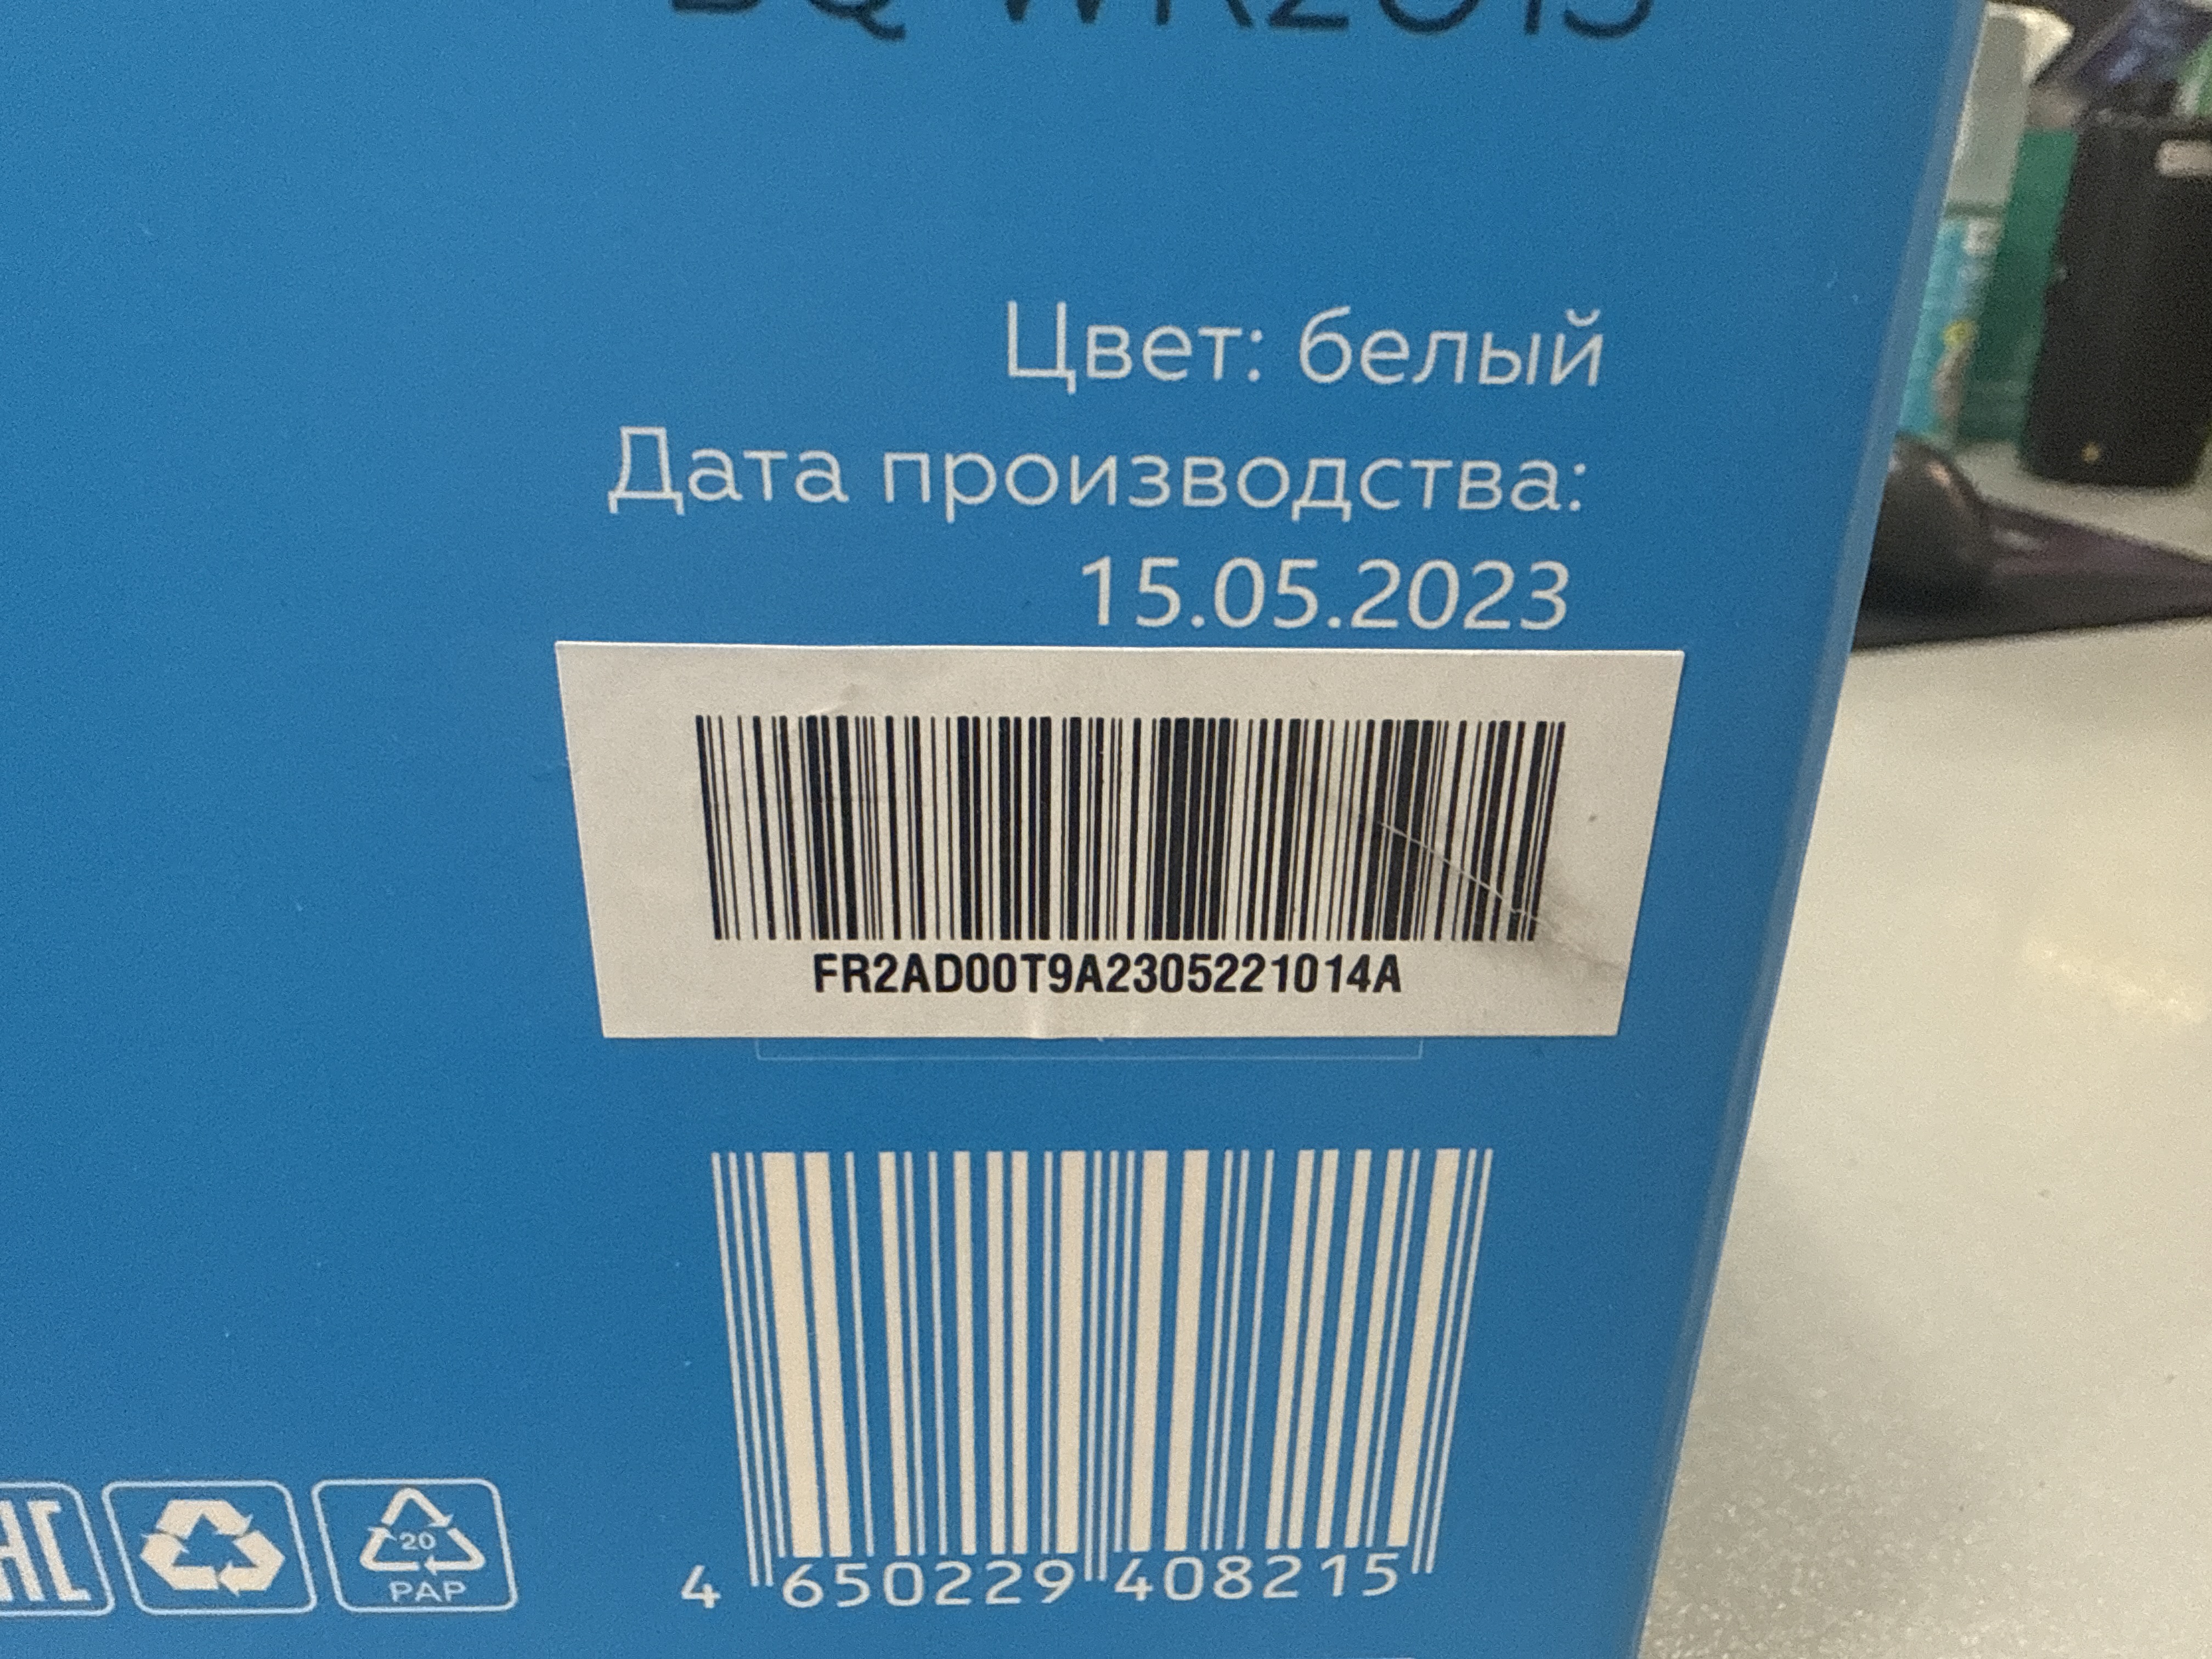 Цвет: белый
Дата производства:
15.05.2023
FR2AD00T9A2305221014A
4 650229 408215
20
PAP